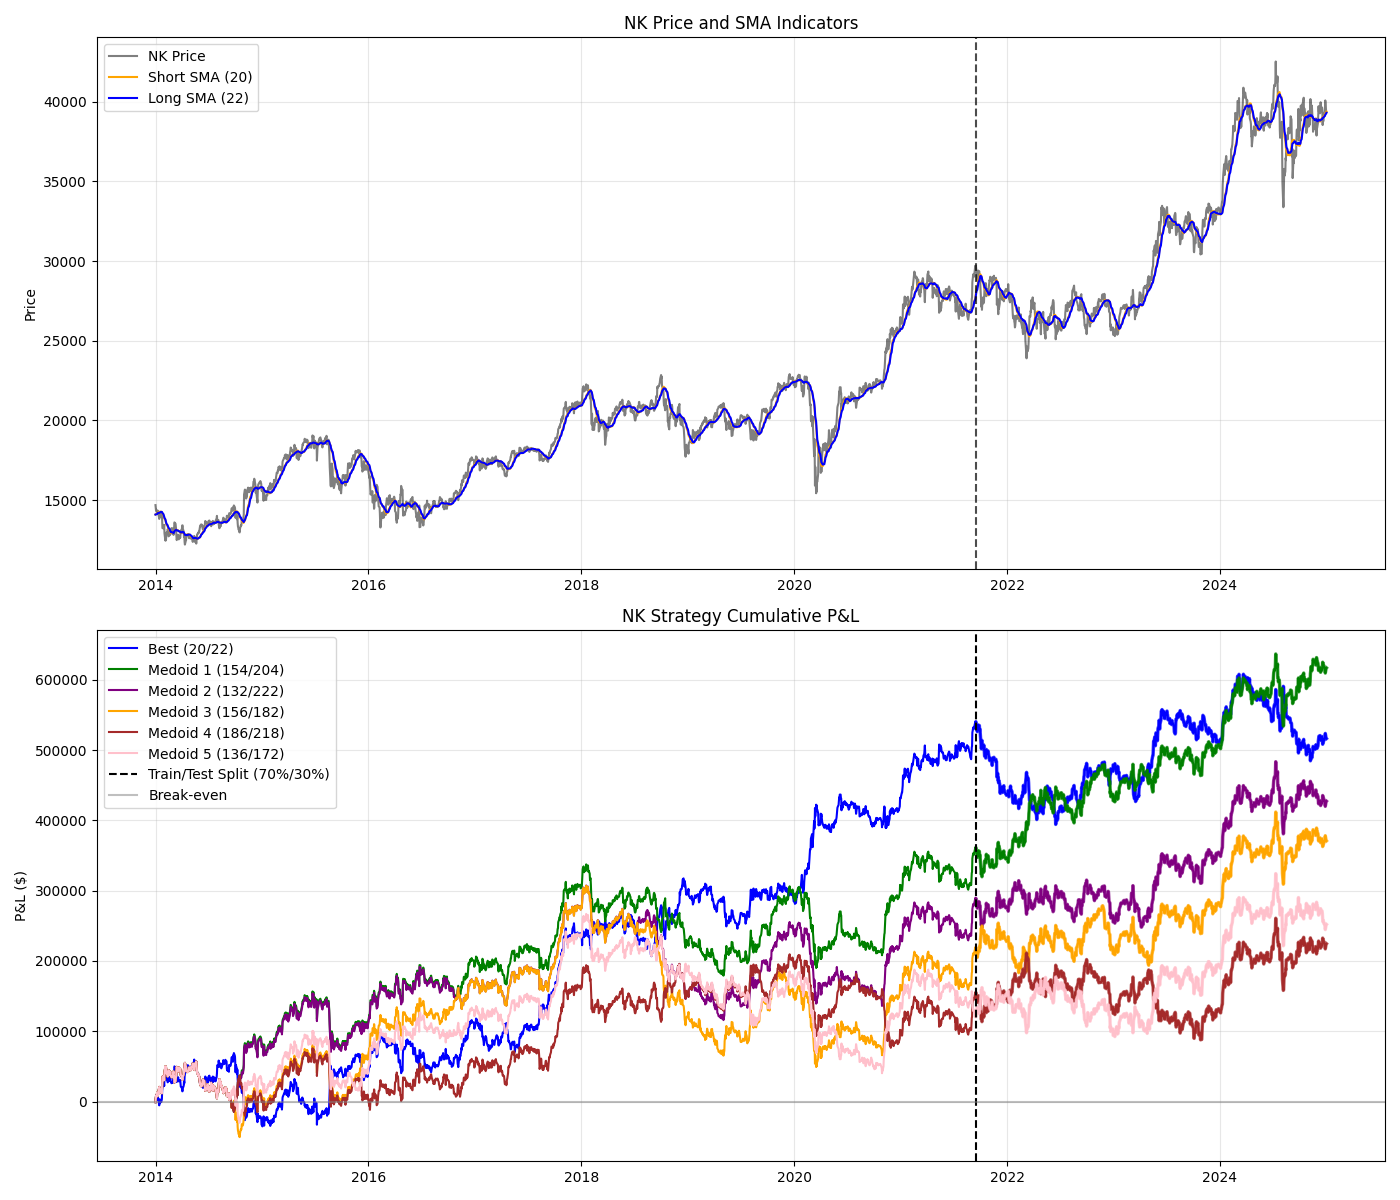 NK Price and SMA Indicators
NK Price
Short SMA (20)
Long SMA (22)
Price
40000
35000
30000
25000
20000
15000
2014
2016
2018
2020
2022
2024
NK Strategy Cumulative P&L
Best (20/22)
Medoid 1 (154/204)
Medoid 2 (132/222)
Medoid 3 (156/182)
Medoid 4 (186/218)
Medoid 5 (136/172)
Train/Test Split (70%/30%)
Break-even
P&L ($)
600000
500000
400000
300000
200000
100000
0
2014
2016
2018
2020
2022
2024